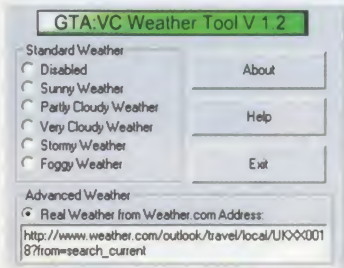 GTA:VC Weather Tool V 1.2
Standard Weather
Disabled
Sunny Weather
Partly Cloudy Weather
Very Cloudy Weather
Stormy Weather
Foggy Weather
About
Help
Exit
Advanced Weather
Real Weather from Weather.com Address:
http://www.weather.com/outlook/travel/local/UKXX001
8?from=search_current